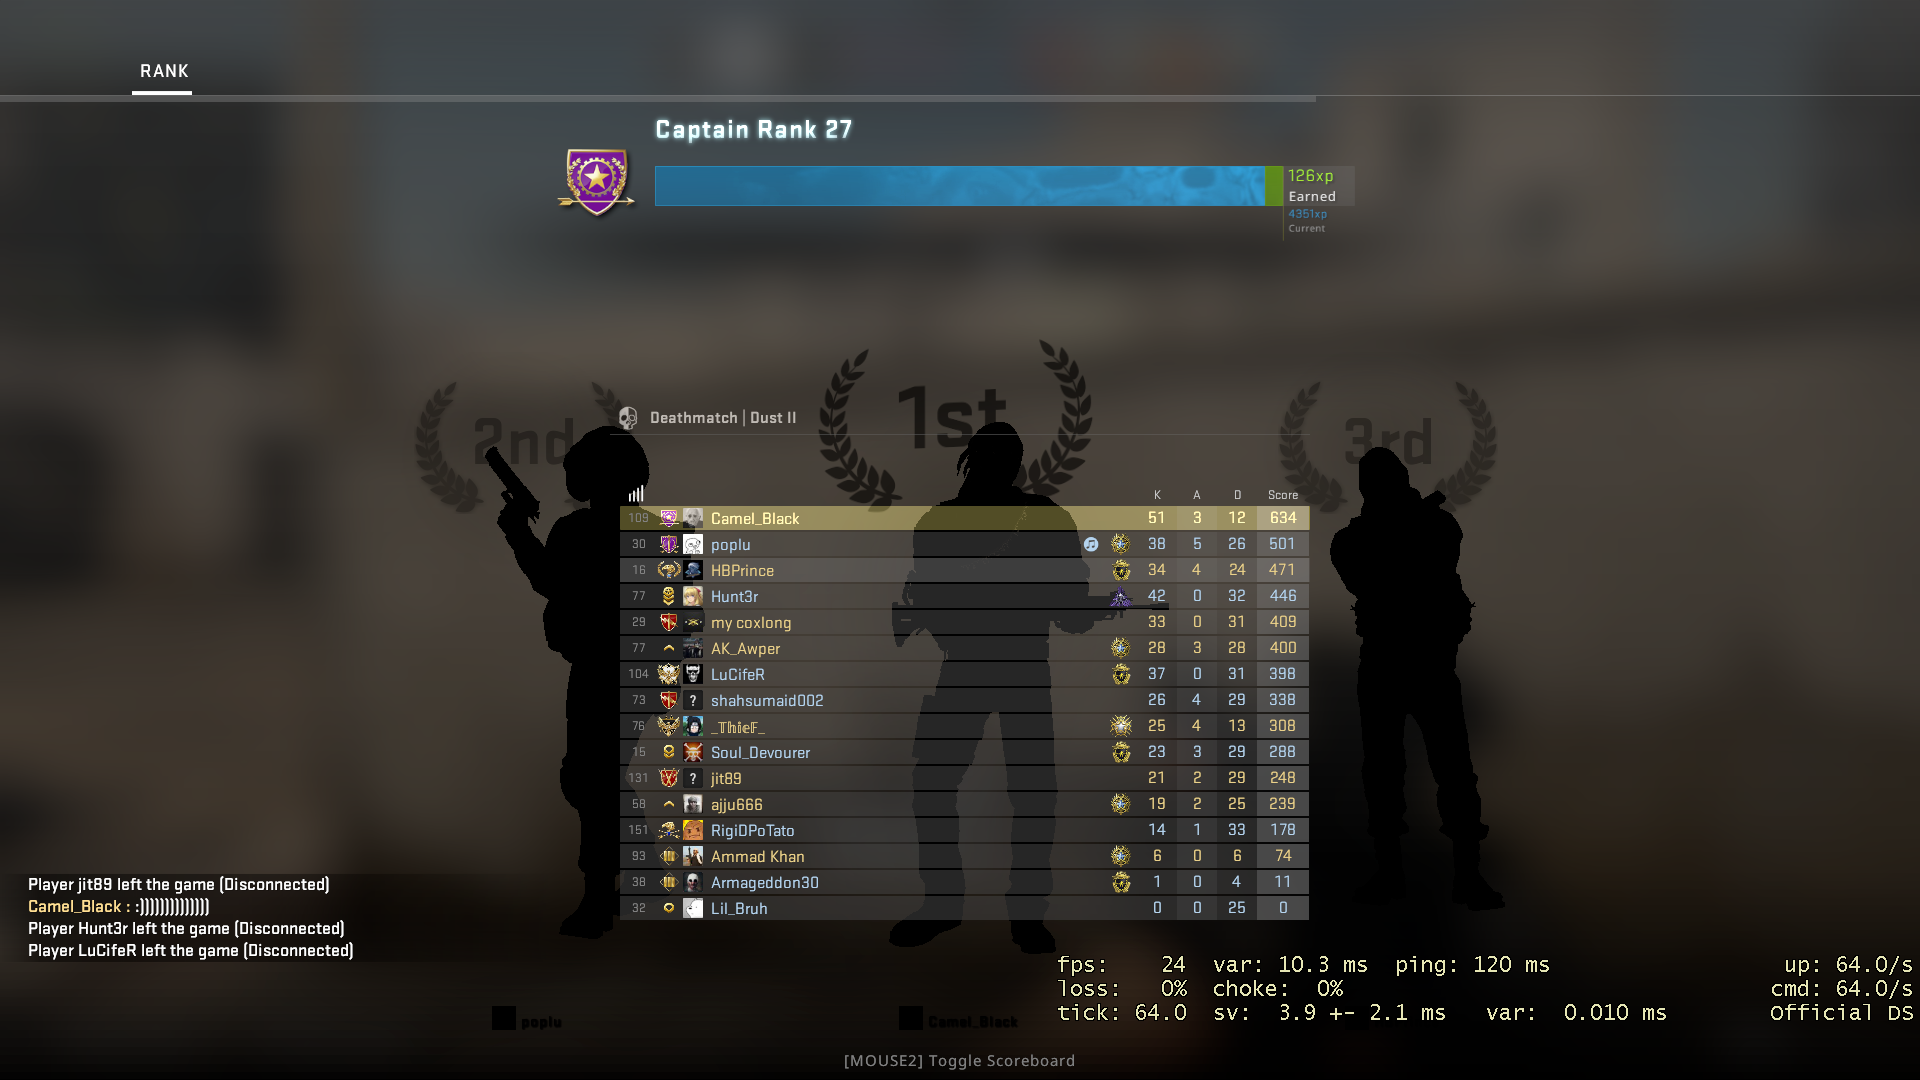 RANK
Captain Rank 27
126xp
Earned
4351xp
Current
2nd
1st
3rd
Deathmatch | Dust II
K A D Score
109 Camel_Black 51 3 12 634
30 poplu 38 5 26 501
16 HBPrince 34 4 24 471
77 Hunt3r 42 0 32 446
29 my coxlong 33 0 31 409
77 AK_Awper 28 3 28 400
104 LuCifeR 37 0 31 398
73 ? shahsumaid002 26 4 29 338
76 _𝕋𝕙𝕚𝕖𝔽_ 25 4 13 308
15 Soul_Devourer 23 3 29 288
131 ? jit89 21 2 29 248
58 ajju666 19 2 25 239
151 RigiDPoTato 14 1 33 178
93 Ammad Khan 6 0 6 74
38 Armageddon30 1 0 4 11
32 Lil_Bruh 0 0 25 0
Player jit89 left the game (Disconnected)
Camel_Black : :))))))))))))))
Player Hunt3r left the game (Disconnected)
Player LuCifeR left the game (Disconnected)
fps: 24 var: 10.3 ms ping: 120 ms up: 64.0/s
loss: 0% choke: 0% cmd: 64.0/s
tick: 64.0 sv: 3.9 +- 2.1 ms var: 0.010 ms Official DS
poplu
Camel_Black
[MOUSE2] Toggle Scoreboard